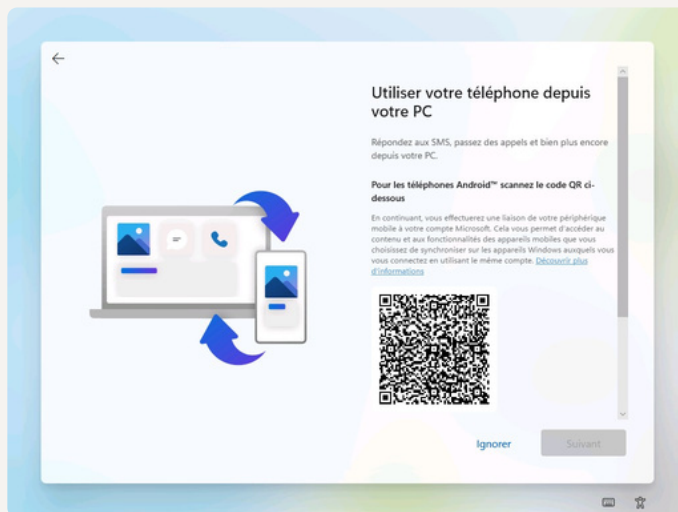 Utiliser votre téléphone depuis
votre PC
Répondez aux SMS, passez des appels et bien plus encore
depuis votre PC.
Pour les téléphones Android™ scannez le code QR ci-
dessous
En continuant, vous effectuerez une liaison de votre périphérique
mobile à votre compte Microsoft. Cela vous permet d'accéder au
contenu et aux fonctionnalités des appareils mobiles que vous
choisissez de synchroniser sur les appareils Windows auxquels vous
vous connectez en utilisant le même compte. Découvrir plus
d'informations
Ignorer
Suivant